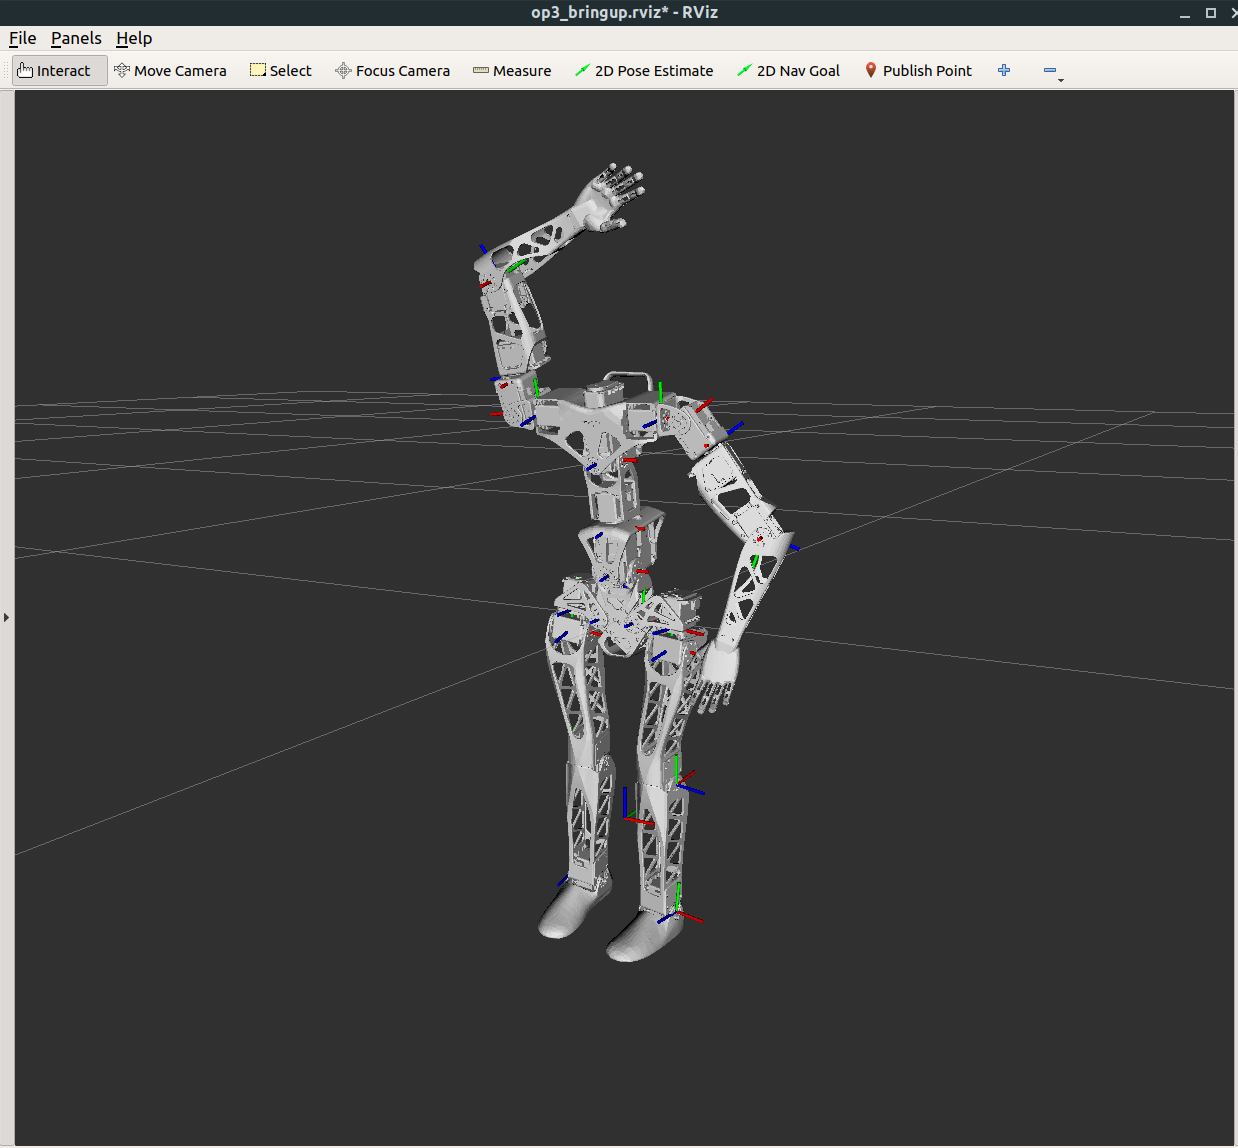 op3_bringup.rviz* - RViz
File Panels Help
Interact Move Camera Select Focus Camera Measure 2D Pose Estimate 2D Nav Goal Publish Point